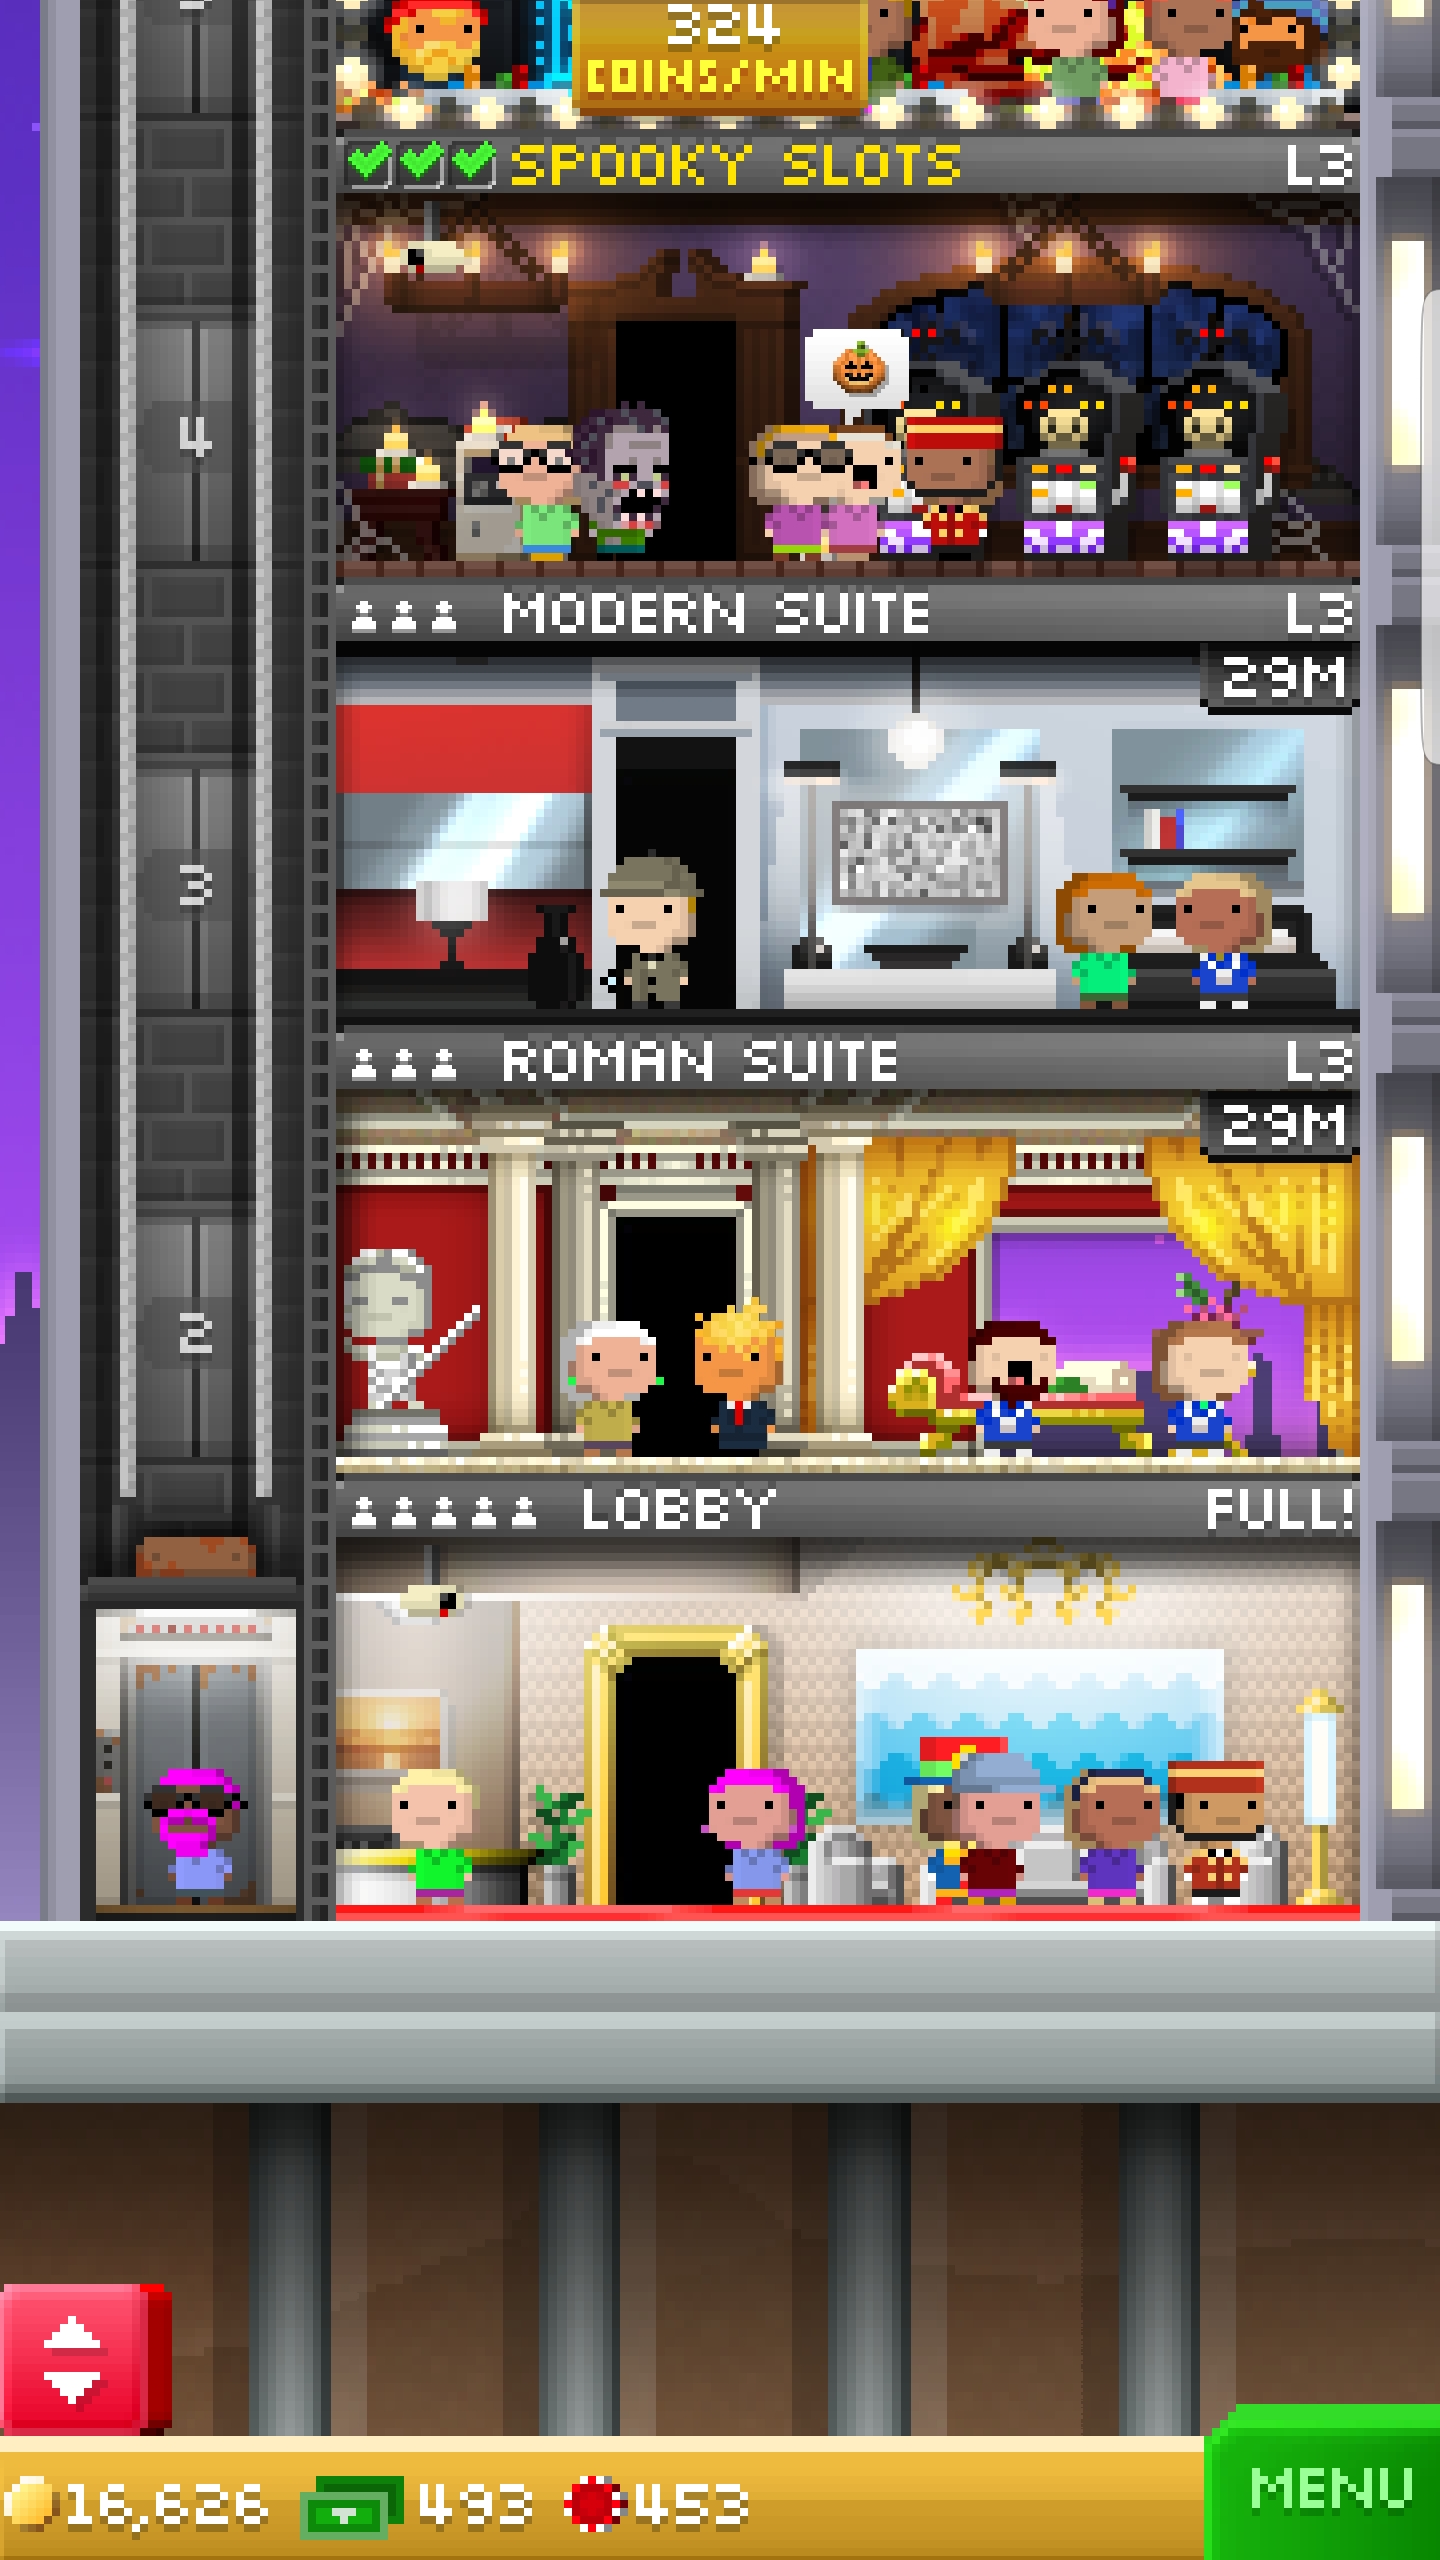 324
COINS/MIN
SPOOKY SLOTS L3
4
MODERN SUITE L3
29M
3
ROMAN SUITE L3
29M
2
LOBBY FULL!
16,626 493 453
MENU